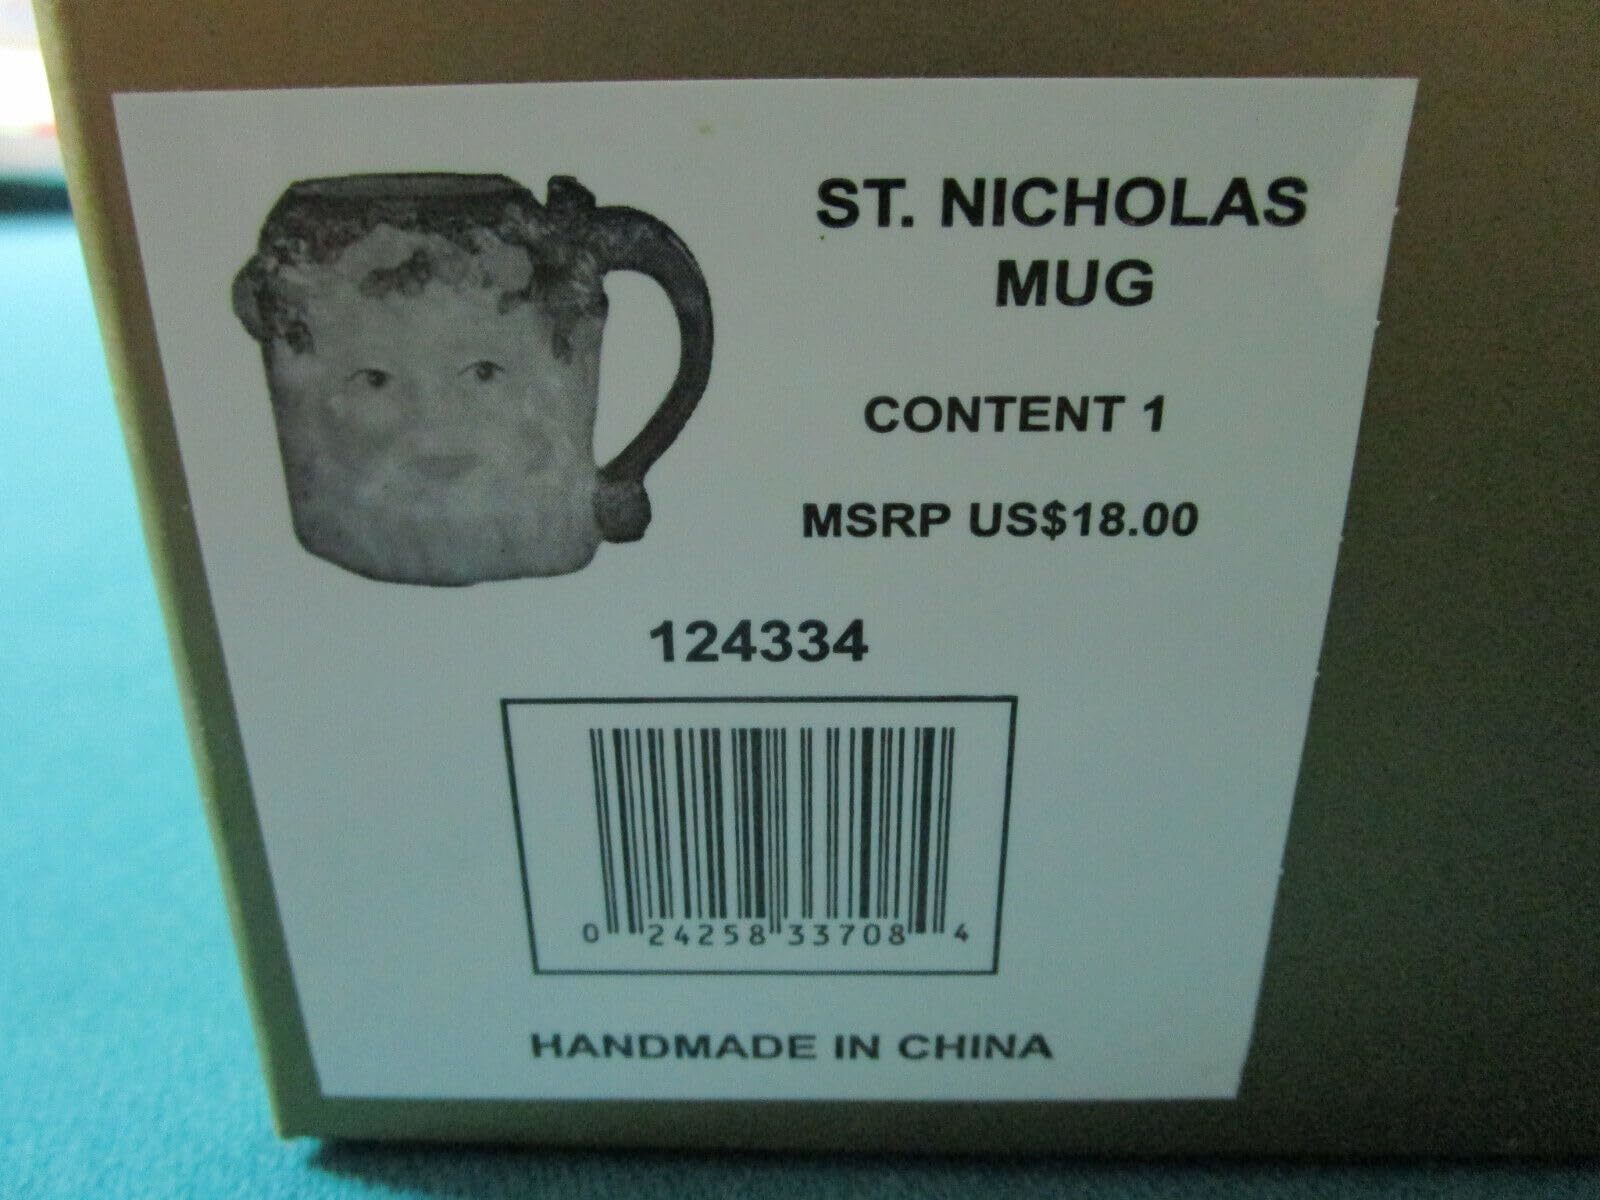 ST. NICHOLAS
MUG
CONTENT 1
MSRP US$18.00
124334
0 24258 33708 4
HANDMADE IN CHINA